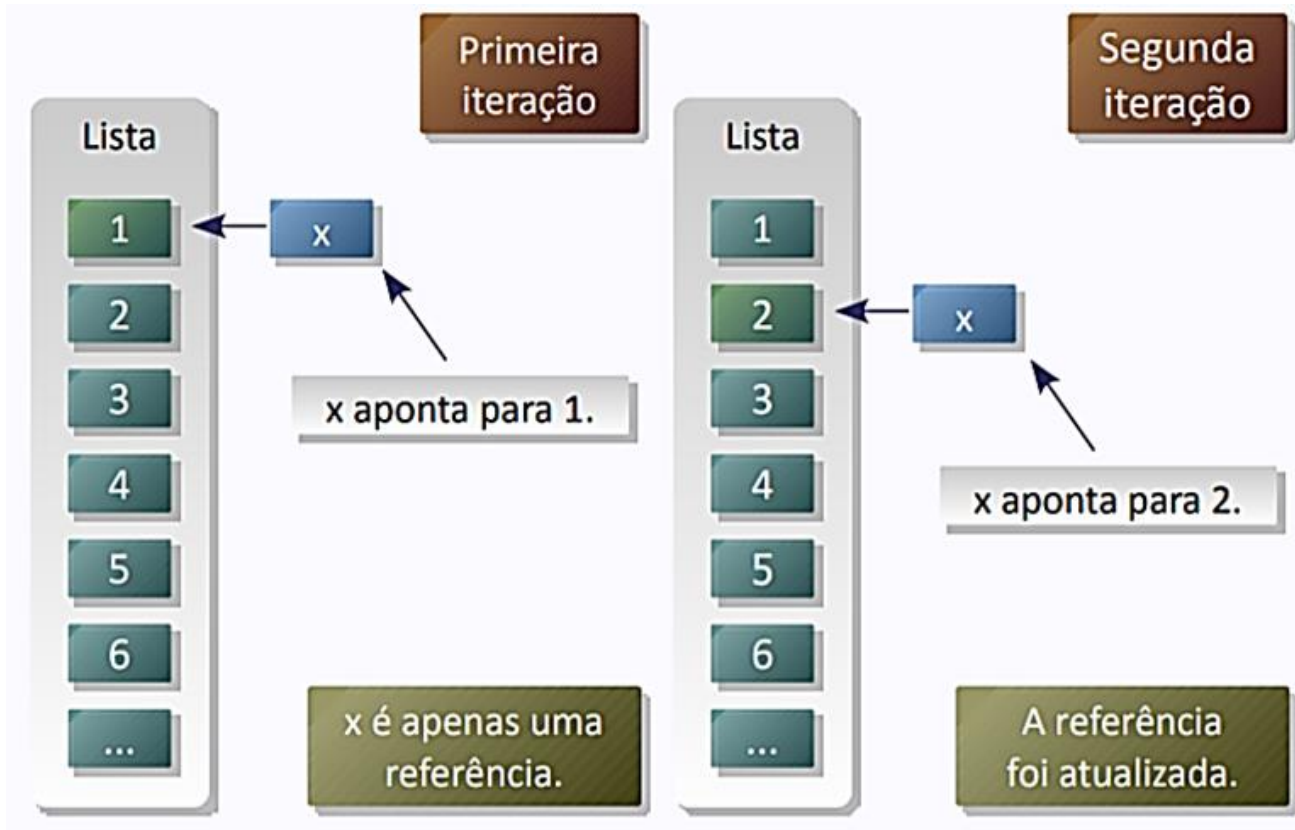 Primeira
iteração
Lista
1
x
2
3
x aponta para 1.
4
5
6
...
x é apenas uma
referência.
Segunda
iteração
Lista
1
2
x
3
4
x aponta para 2.
5
6
...
A referência
foi atualizada.